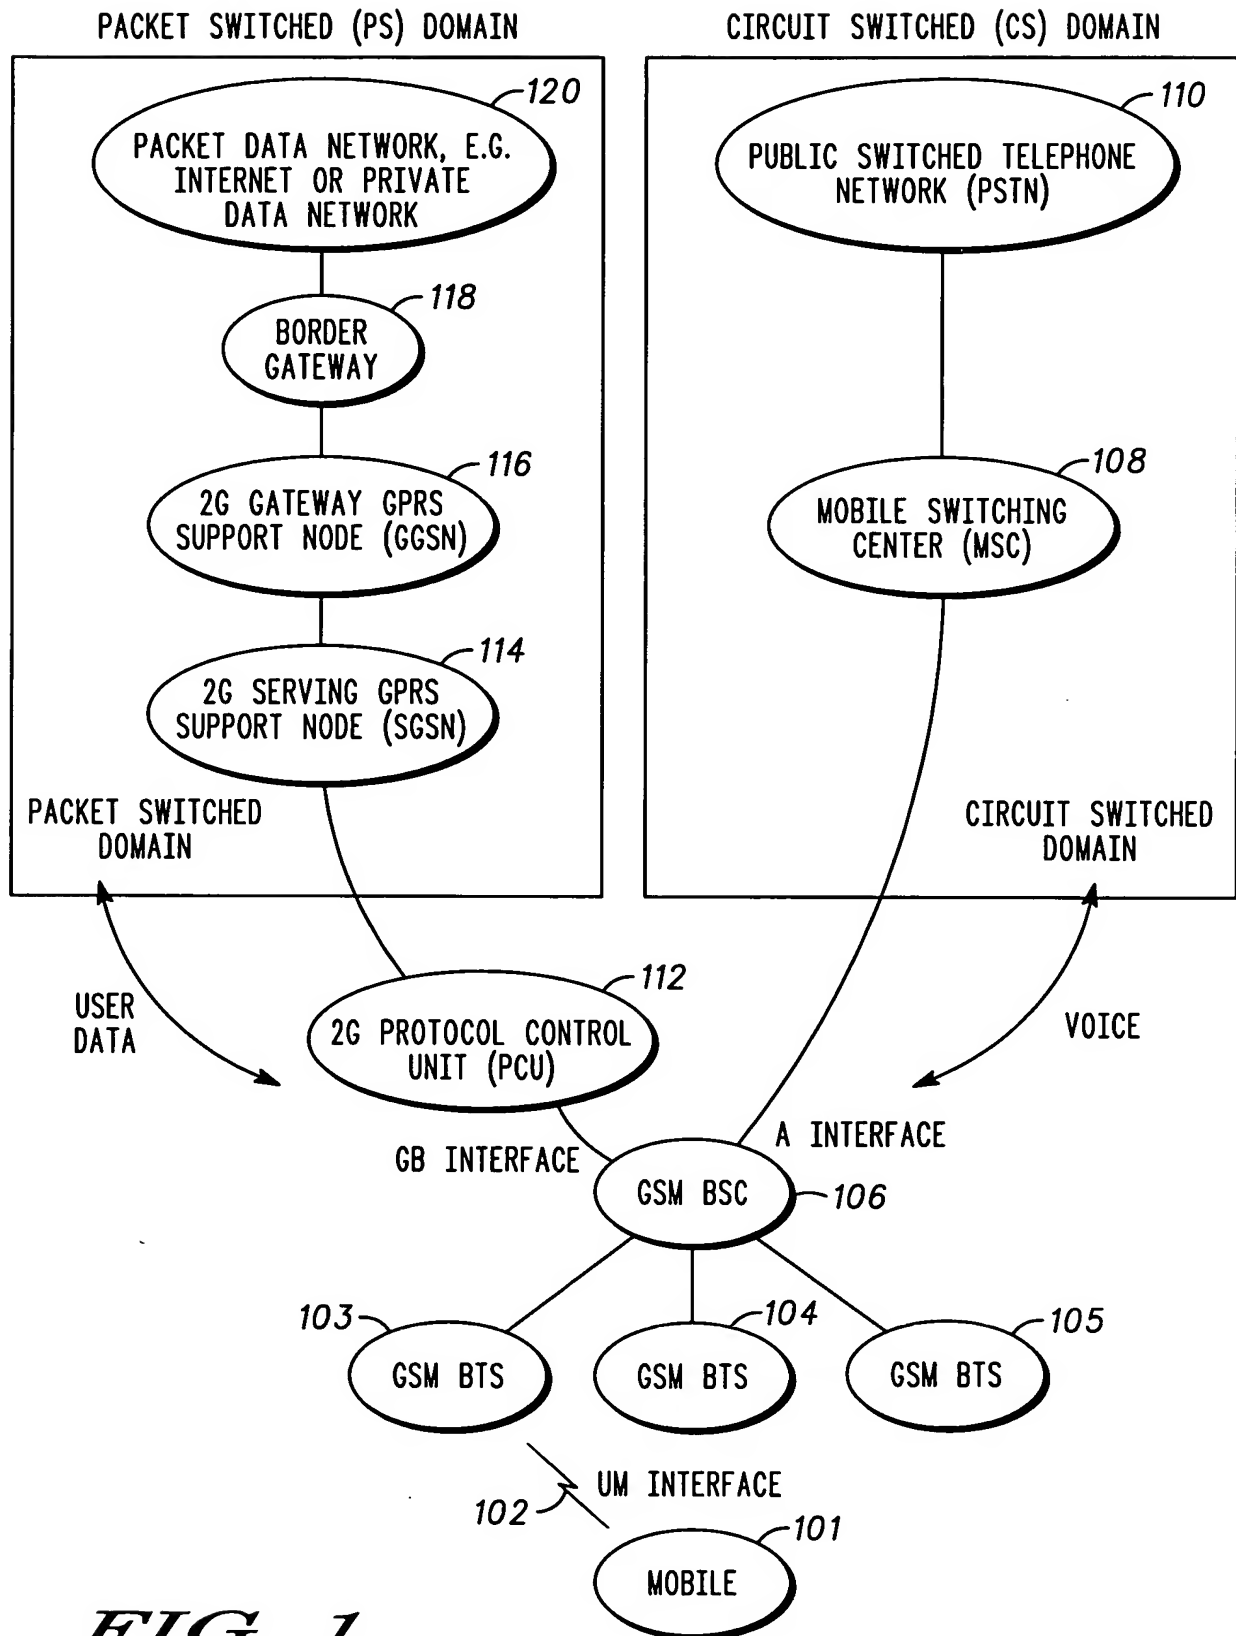 PACKET SWITCHED (PS) DOMAIN
CIRCUIT SWITCHED (CS) DOMAIN
120
PACKET DATA NETWORK, E.G.
INTERNET OR PRIVATE
DATA NETWORK
110
PUBLIC SWITCHED TELEPHONE
NETWORK (PSTN)
118
BORDER
GATEWAY
116
2G GATEWAY GPRS
SUPPORT NODE (GGSN)
108
MOBILE SWITCHING
CENTER (MSC)
114
2G SERVING GPRS
SUPPORT NODE (SGSN)
PACKET SWITCHED
DOMAIN
CIRCUIT SWITCHED
DOMAIN
USER
DATA
112
2G PROTOCOL CONTROL
UNIT (PCU)
VOICE
GB INTERFACE
A INTERFACE
GSM BSC
106
103
GSM BTS
104
GSM BTS
105
GSM BTS
UM INTERFACE
102
101
MOBILE
FIG. 1